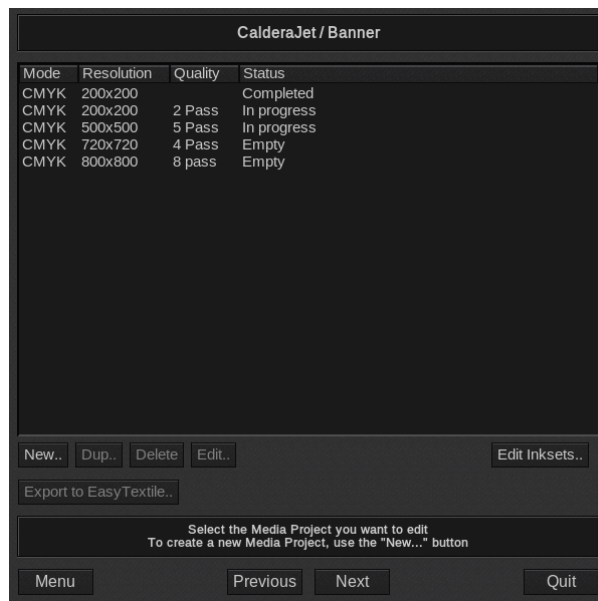 CalderaJet / Banner
Mode Resolution Quality Status
CMYK 200x200 Completed
CMYK 200x200 2 Pass In progress
CMYK 500x500 5 Pass In progress
CMYK 720x720 4 Pass Empty
CMYK 800x800 8 pass Empty
New.. Dup.. Delete Edit.. Edit Inksets..
Export to EasyTextile..
Select the Media Project you want to edit
To create a new Media Project, use the "New..." button
Menu Previous Next Quit